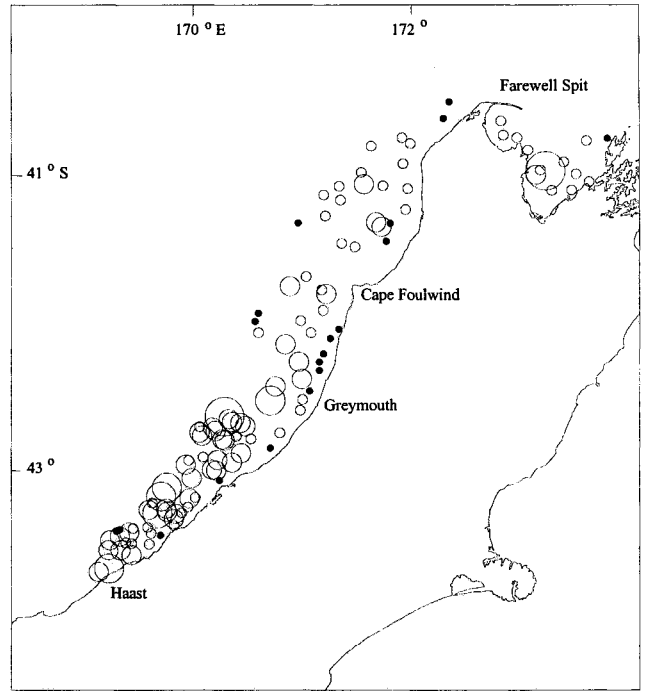 170 ° E
172 °
Farewell Spit
41 ° S
Cape Foulwind
Greymouth
43 °
Haast